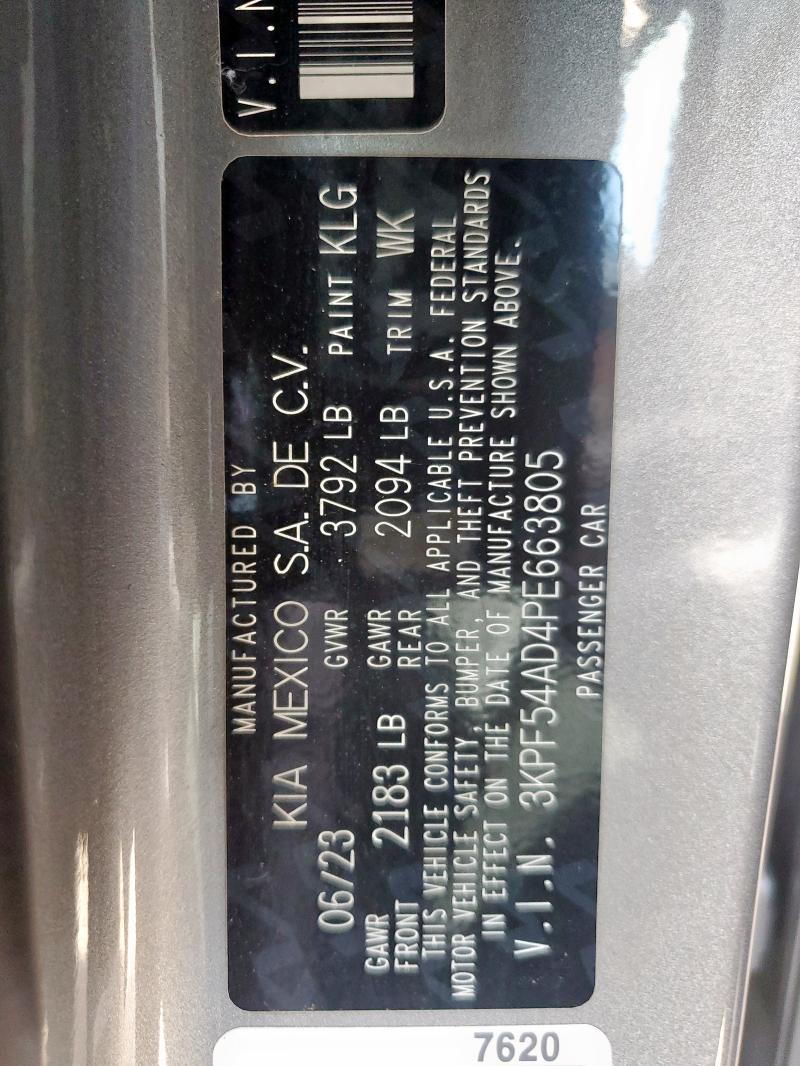 V.I.N
MANUFACTURED BY
KIA MEXICO S.A. DE C.V.
06/23 GVWR 3792 LB PAINT KLG
GAWR FRONT 2183 LB GAWR REAR 2094 LB TRIM WK
THIS VEHICLE CONFORMS TO ALL APPLICABLE U.S.A. FEDERAL
MOTOR VEHICLE SAFETY, BUMPER, AND THEFT PREVENTION STANDARDS
IN EFFECT ON THE DATE OF MANUFACTURE SHOWN ABOVE.
V.I.N. 3KPF54AD4PE663805
PASSENGER CAR
7620